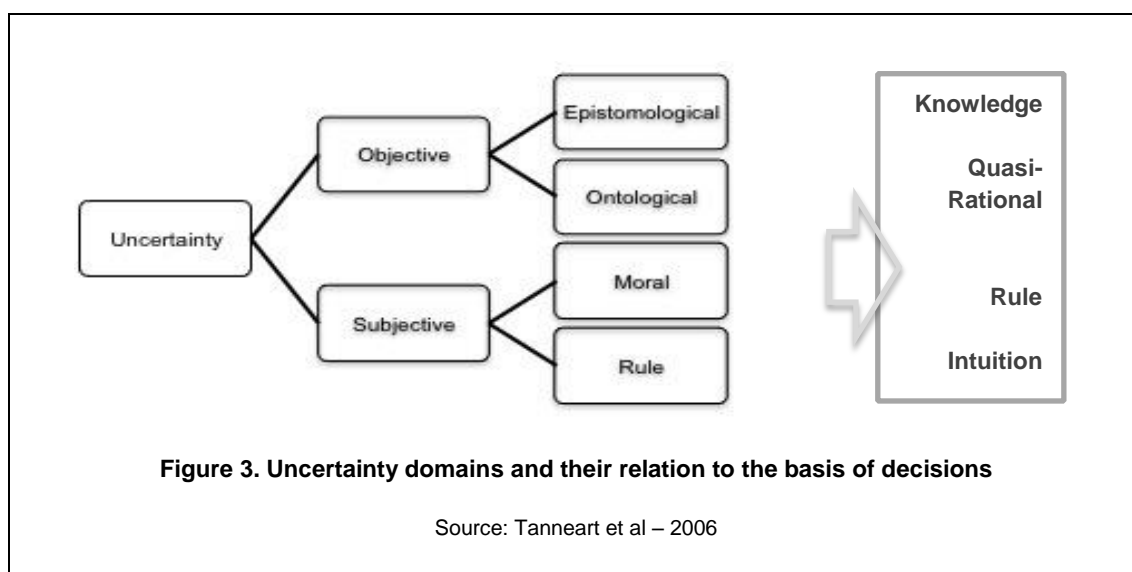 Uncertainty
Objective
Subjective
Epistomological
Ontological
Moral
Rule
Knowledge
Quasi-
Rational
Rule
Intuition
Figure 3. Uncertainty domains and their relation to the basis of decisions
Source: Tanneart et al – 2006